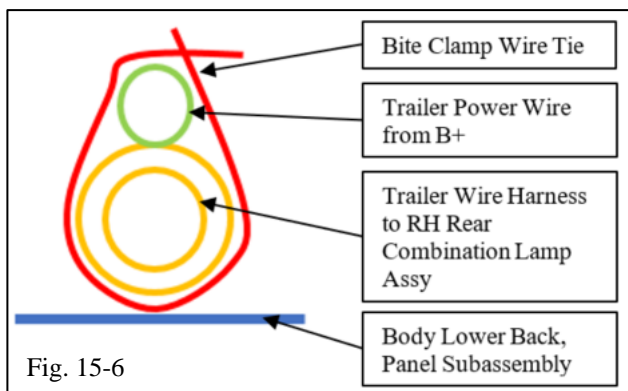 Bite Clamp Wire Tie
Trailer Power Wire
from B+
Trailer Wire Harness
to RH Rear
Combination Lamp
Assy
Body Lower Back,
Panel Subassembly
Fig. 15-6